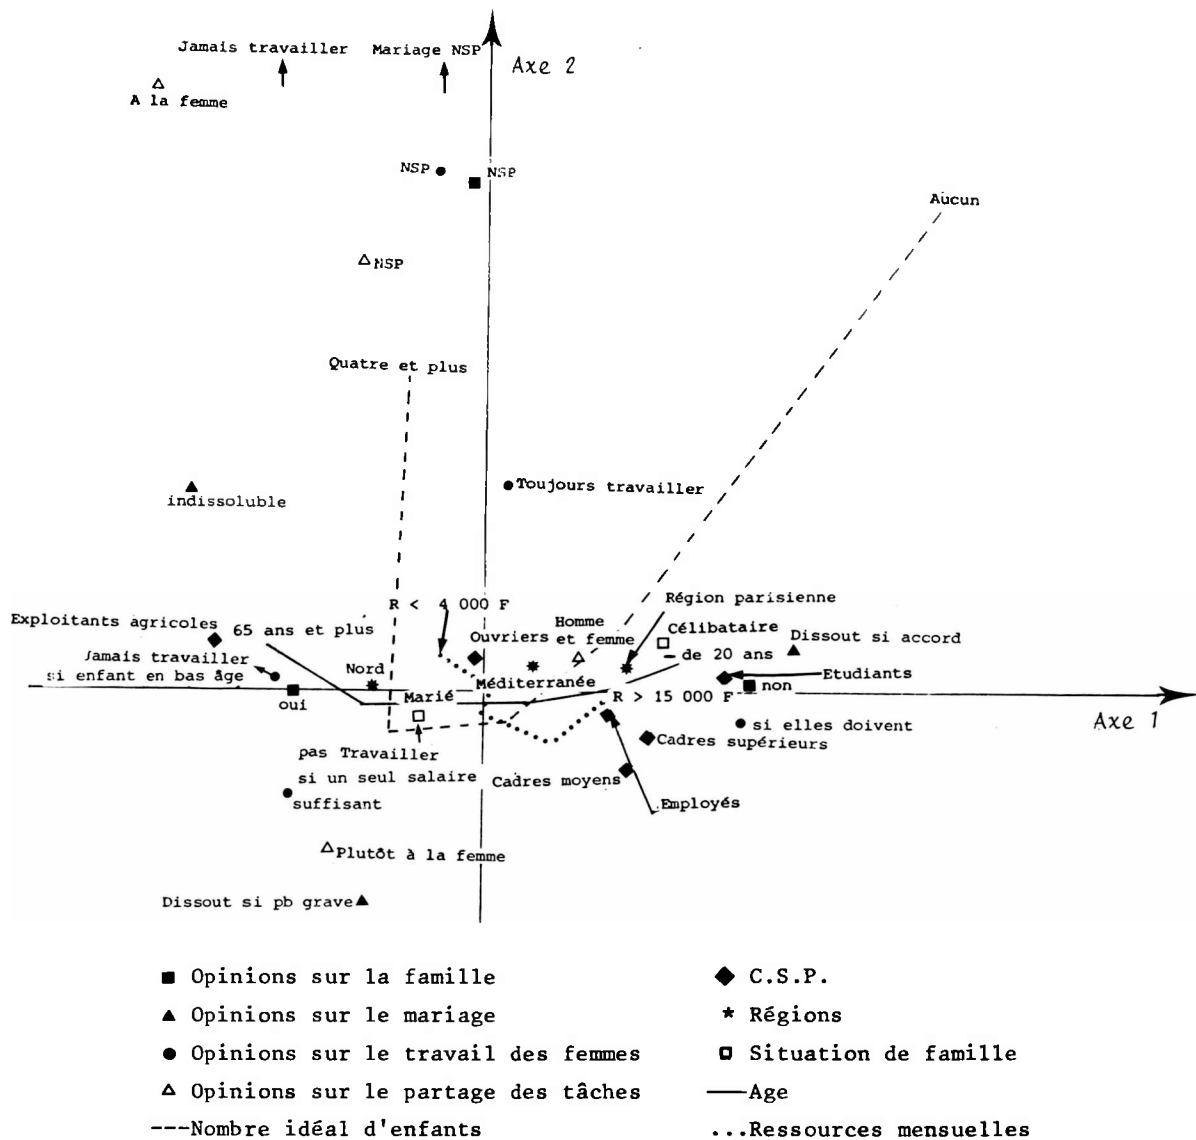 Jamais travailler
Mariage NSP
Axe 2
A la femme
NSP
NSP
Aucun
NSP
Quatre et plus
indissoluble
Toujours travailler
R < 4 000 F
Région parisienne
Exploitants agricoles
65 ans et plus
Homme
et femme
Ouvriers
Célibataire
Dissout si accord
Jamais travailler
si enfant en bas âge
Nord
- de 20 ans
Etudiants
Méditerranée
oui
Marié
R > 15 000 F
non
Axe 1
si elles doivent
pas Travailler
si un seul salaire
suffisant
Cadres supérieurs
Cadres moyens
Employés
Plutôt à la femme
Dissout si pb grave
Opinions sur la famille
Opinions sur le mariage
Opinions sur le travail des femmes
Opinions sur le partage des tâches
---Nombre idéal d'enfants
C.S.P.
Régions
Situation de famille
Age
...Ressources mensuelles